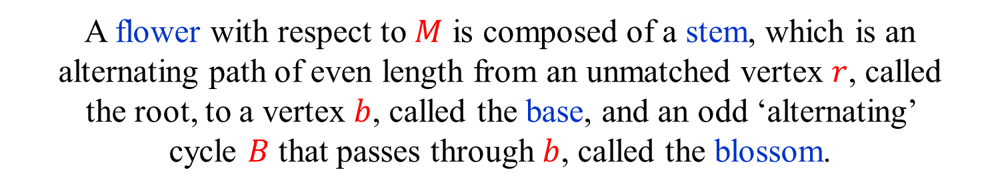 A flower with respect to M is composed of a stem, which is an
alternating path of even length from an unmatched vertex r, called
the root, to a vertex b, called the base, and an odd ‘alternating’
cycle B that passes through b, called the blossom.